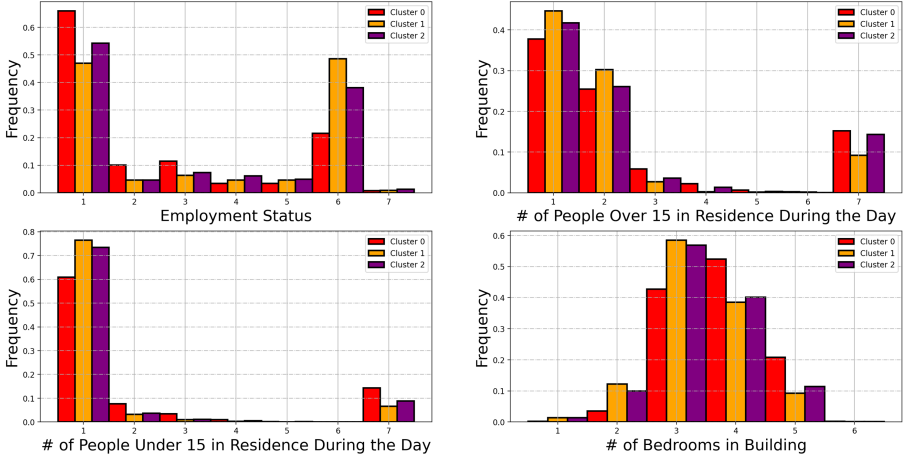 Frequency
0.6
0.5
0.4
0.3
0.2
0.1
0.0
1 2 3 4 5 6 7
Employment Status
Cluster 0
Cluster 1
Cluster 2
Frequency
0.4
0.3
0.2
0.1
0.0
1 2 3 4 5 6 7
# of People Over 15 in Residence During the Day
Cluster 0
Cluster 1
Cluster 2
Frequency
0.8
0.7
0.6
0.5
0.4
0.3
0.2
0.1
0.0
1 2 3 4 5 6 7
# of People Under 15 in Residence During the Day
Cluster 0
Cluster 1
Cluster 2
Frequency
0.6
0.5
0.4
0.3
0.2
0.1
0.0
1 2 3 4 5 6
# of Bedrooms in Building
Cluster 0
Cluster 1
Cluster 2